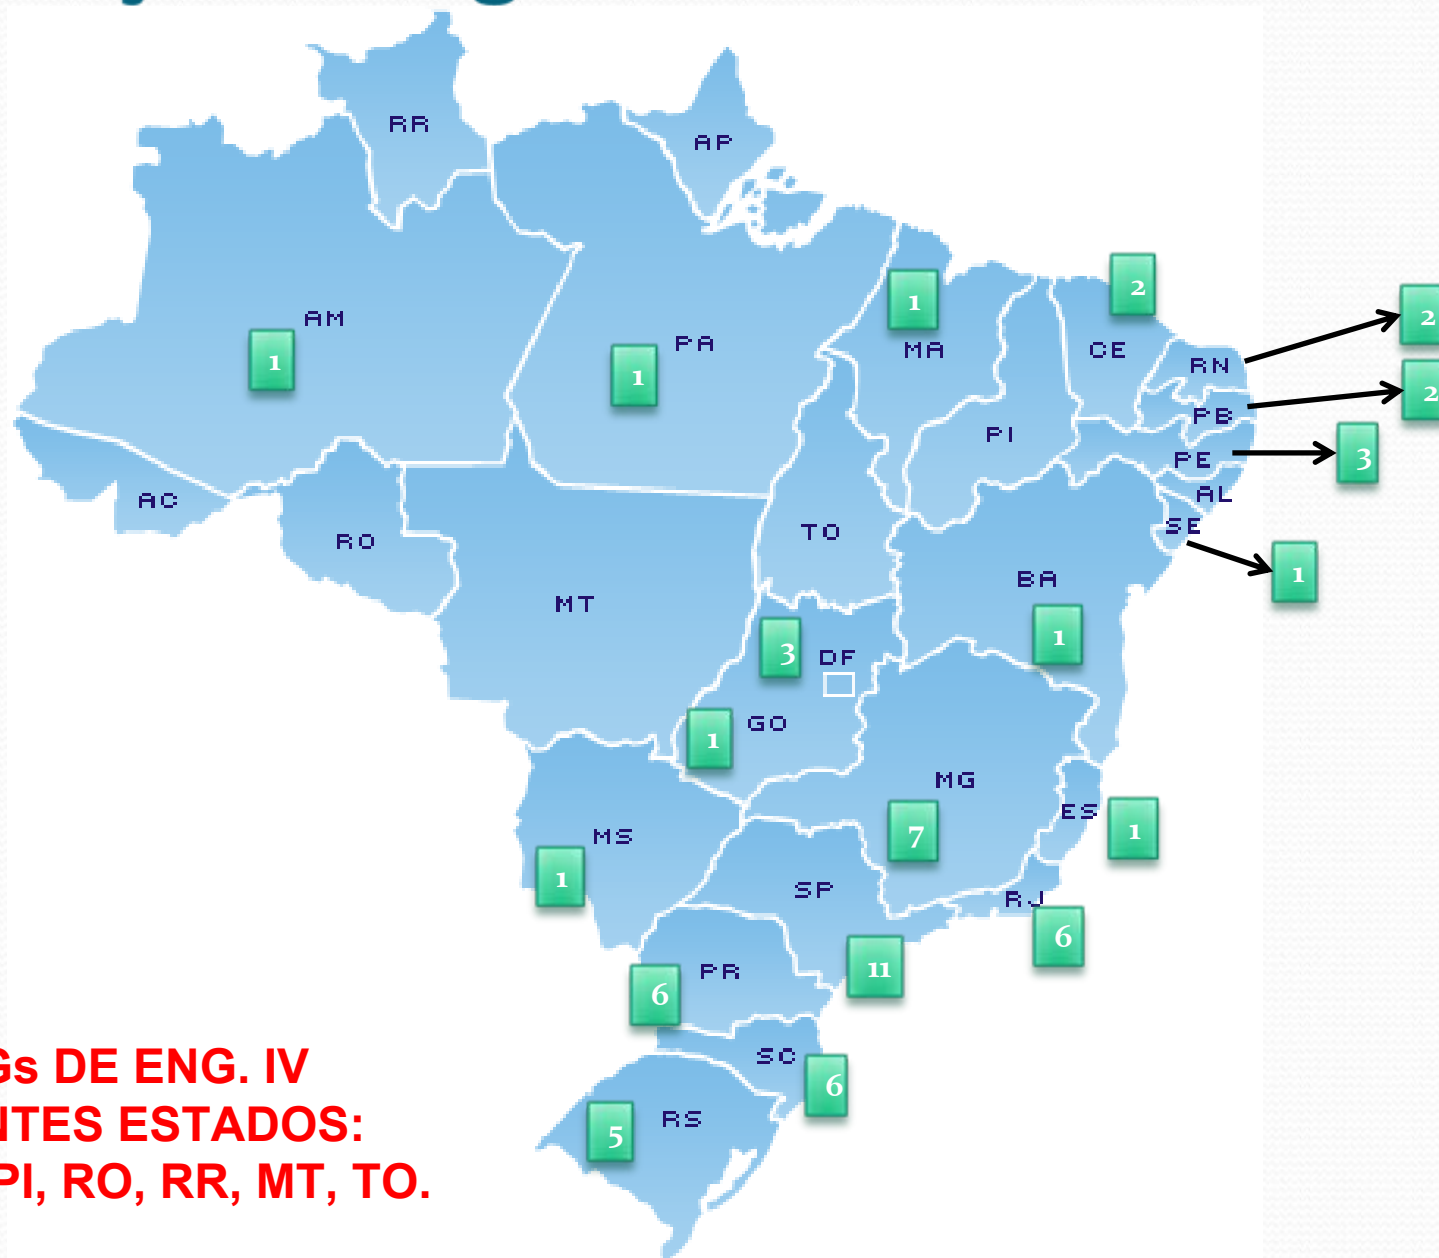 RR
AP
2
1
2
AM
PA
MA
CE
RN
1
1
2
PB
PI
3
PE
AC
AL
TO
SE
RO
1
BA
MT
1
3
DF
GO
1
MG
ES
MS
7
1
1
SP
RJ
6
11
PR
6
SC
Gs DE ENG. IV
6
NTES ESTADOS:
RS
5
PI, RO, RR, MT, TO.